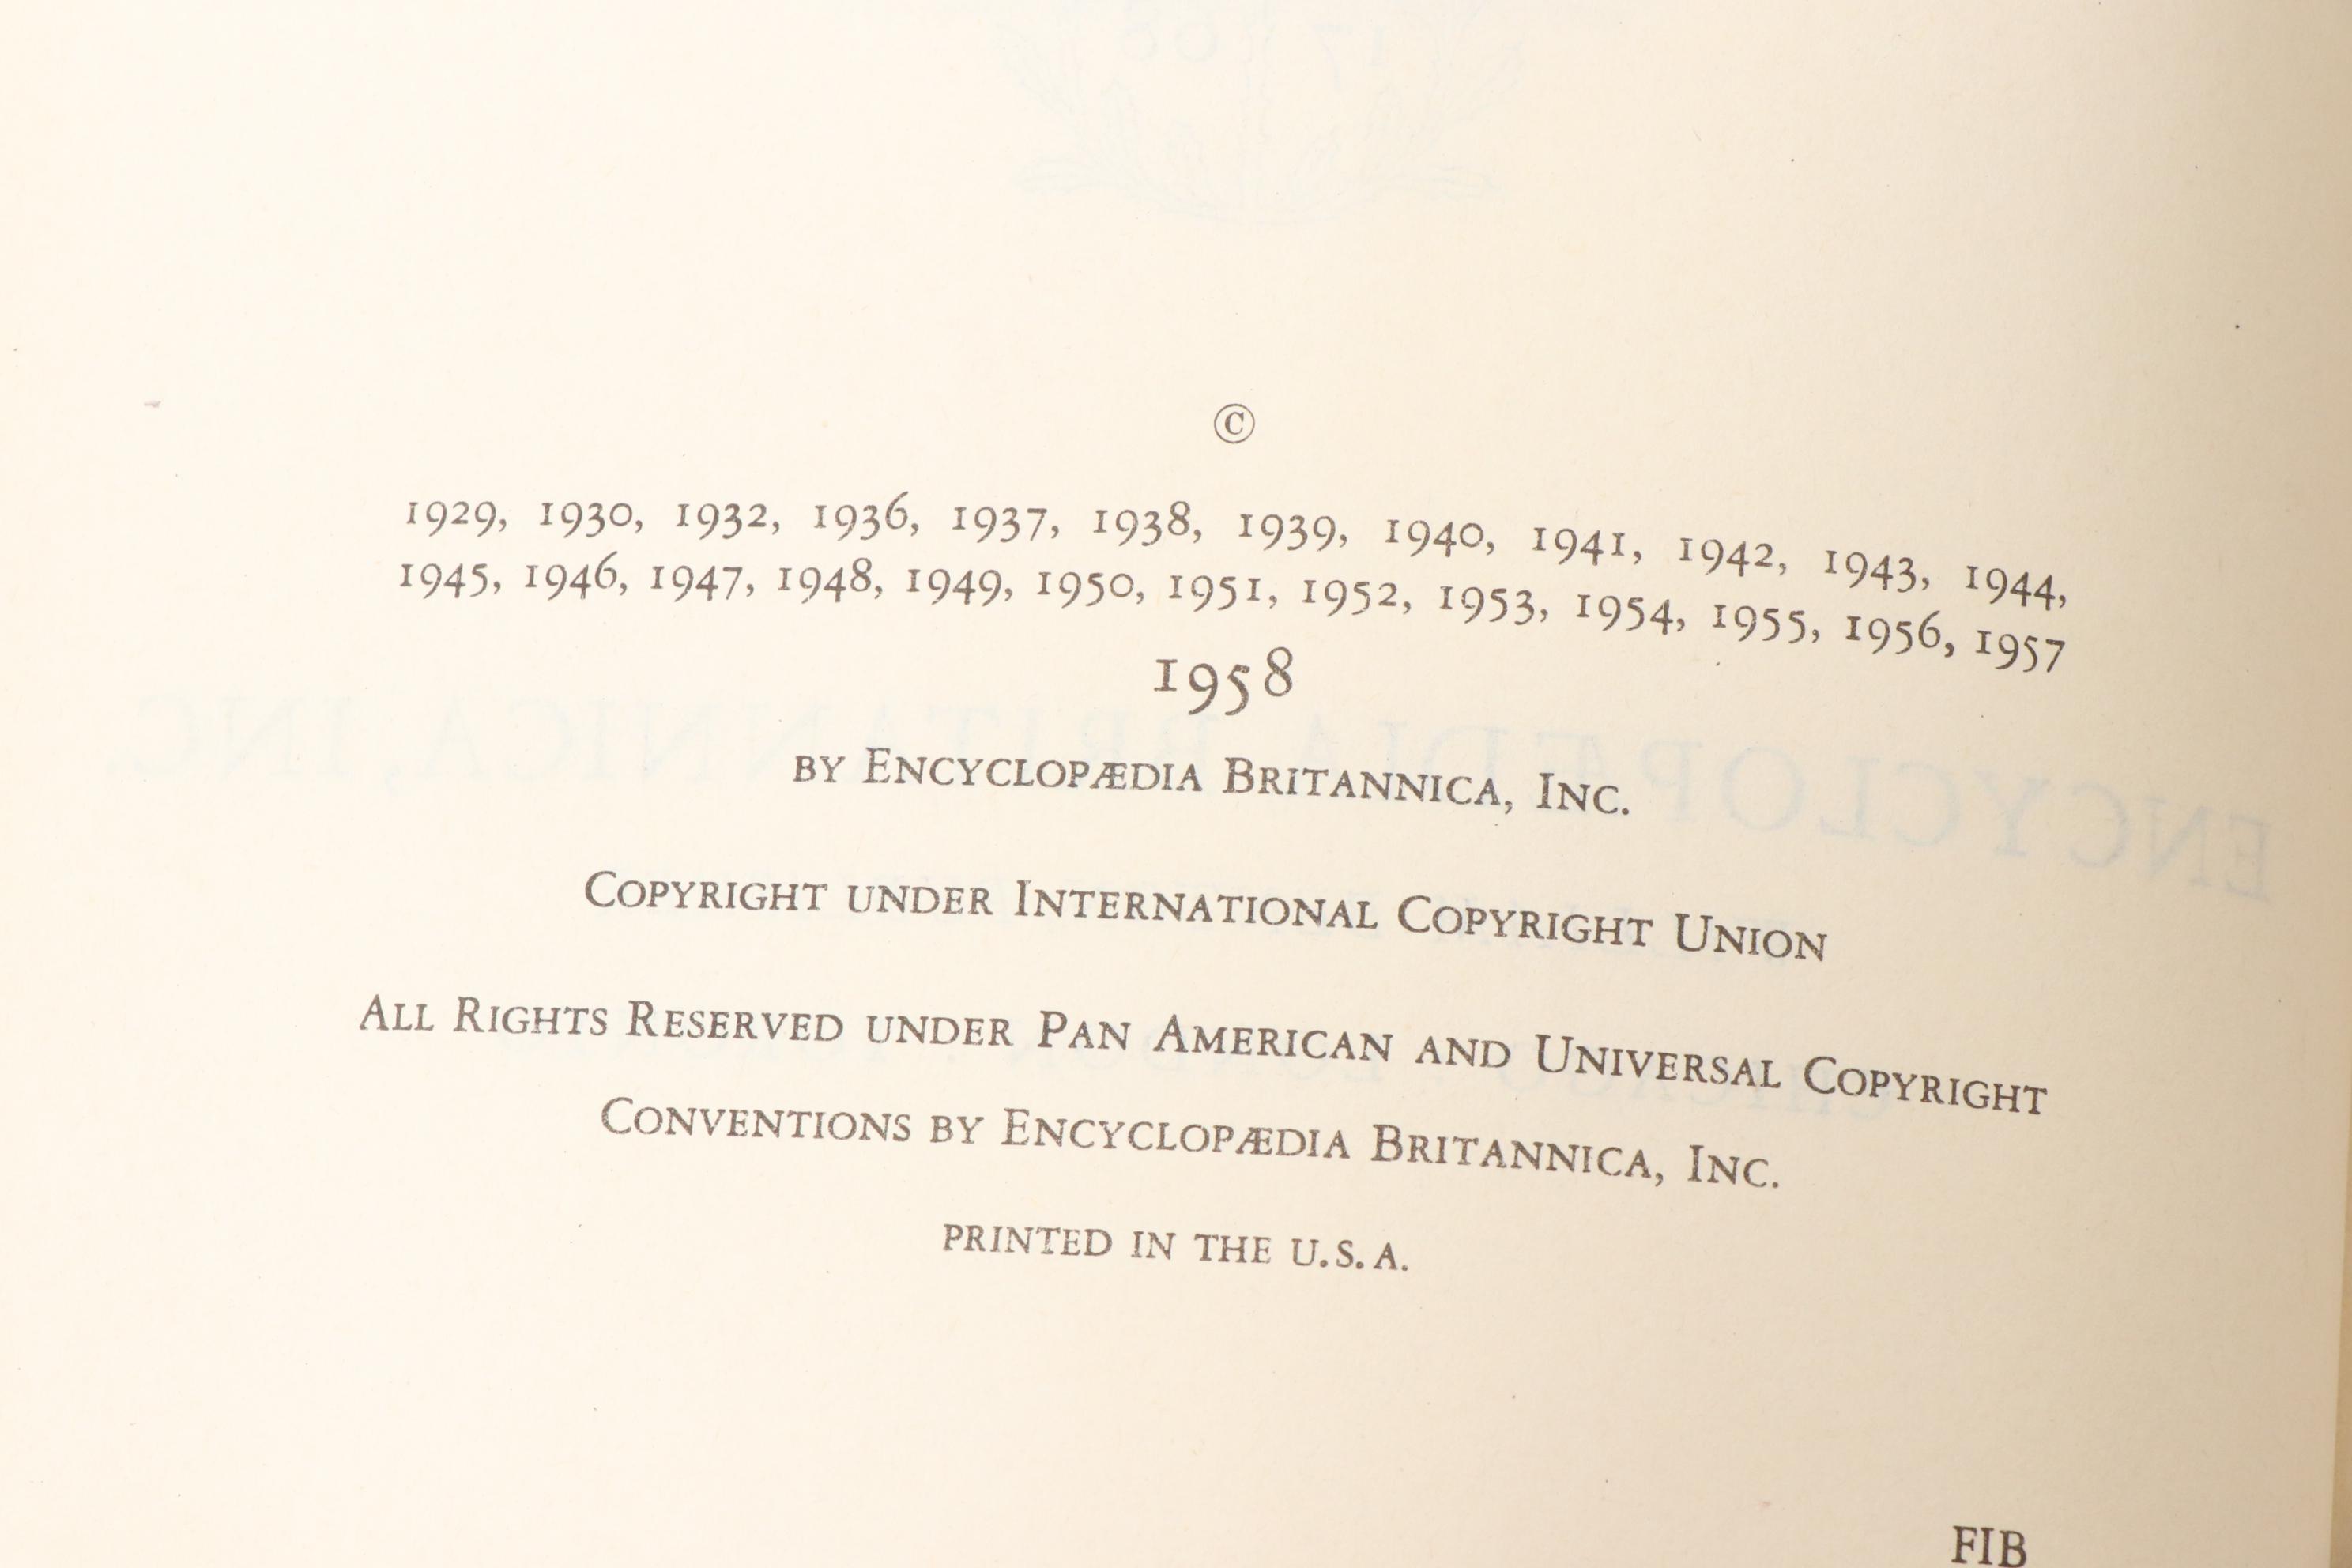 ©
1929, 1930, 1932, 1936, 1937, 1938, 1939, 1940, 1941, 1942, 1943, 1944,
1945, 1946, 1947, 1948, 1949, 1950, 1951, 1952, 1953, 1954, 1955, 1956, 1957
1958
BY ENCYCLOPÆDIA BRITANNICA, INC.
COPYRIGHT UNDER INTERNATIONAL COPYRIGHT UNION
ALL RIGHTS RESERVED UNDER PAN AMERICAN AND UNIVERSAL COPYRIGHT
CONVENTIONS BY ENCYCLOPÆDIA BRITANNICA, INC.
PRINTED IN THE U.S.A.
FIB